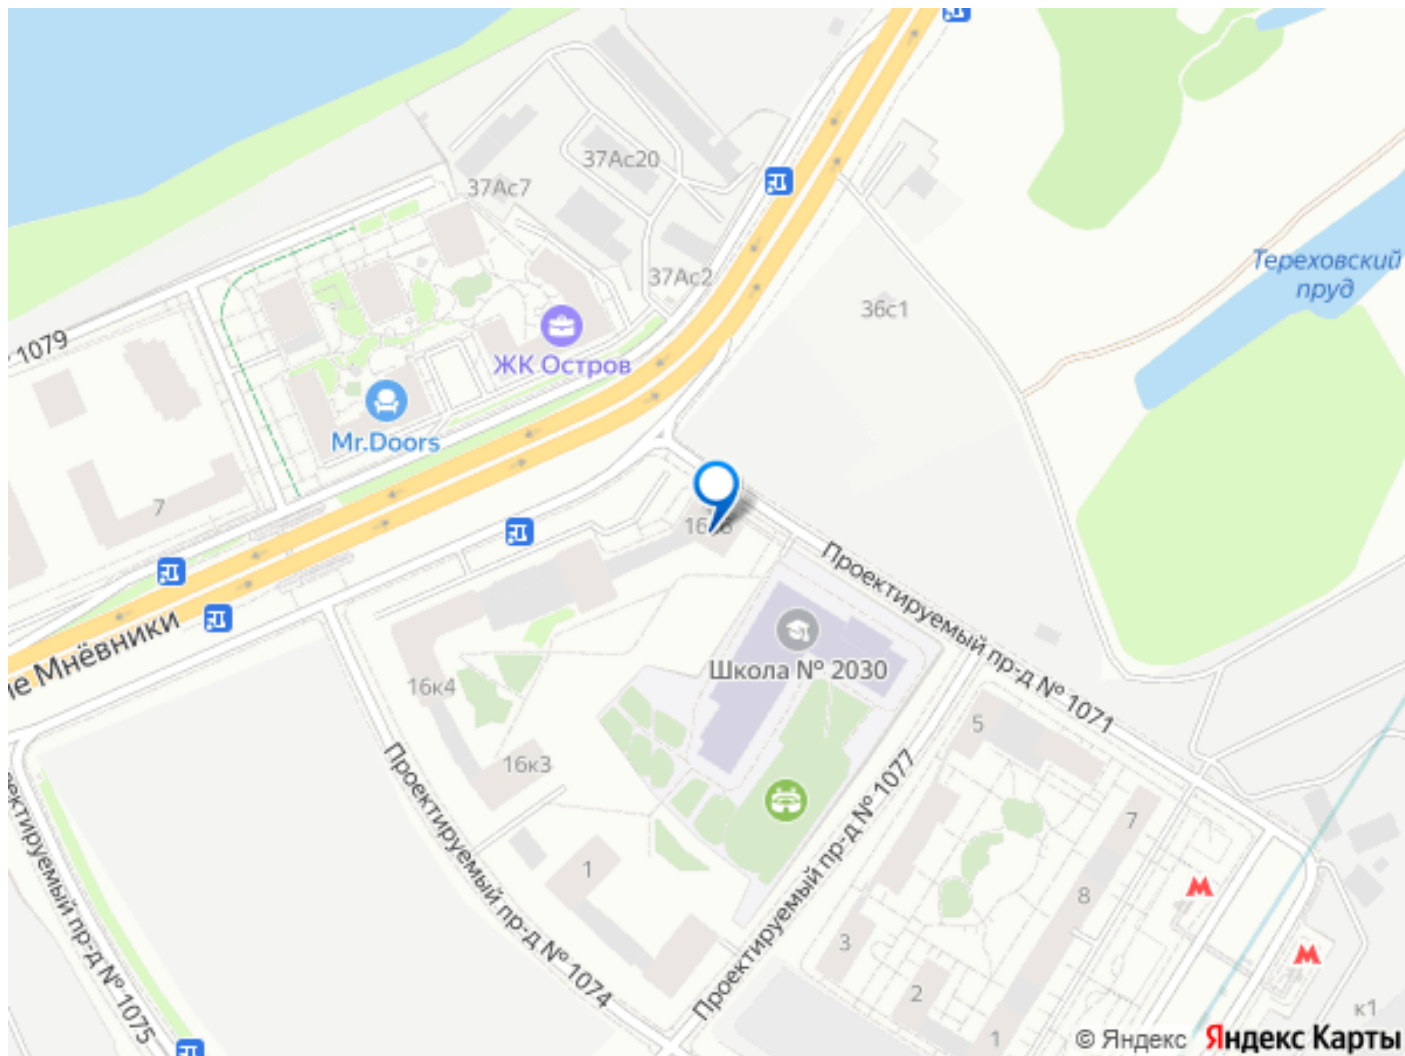 37Ас20
37Ас7
37Ас2
Тереховский
пруд
36с1
1079
ЖК Остров
Mr.Doors
7
Проектируемый пр-д № 1071
Мнёвники
Школа № 2030
16к4
5
16к3
Проектируемый пр-д № 1077
Проектируемый пр-д № 1074
7
1
8
3
2
1
пр-д № 1075
к1
© Яндекс Яндекс Карты